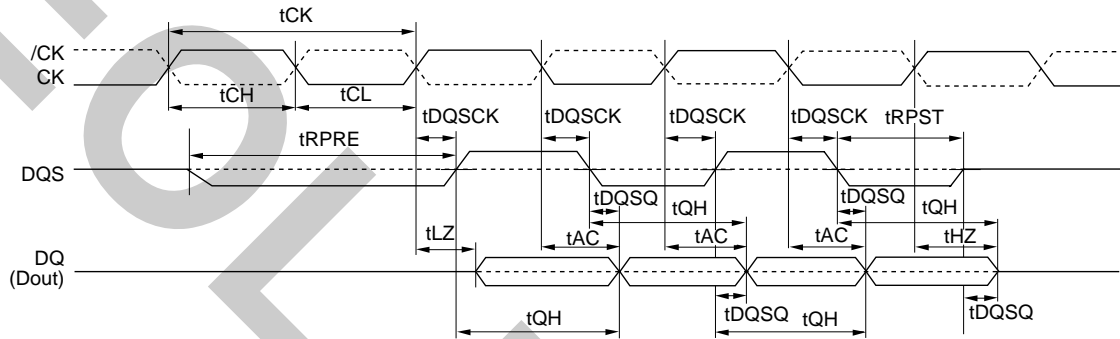 tCK
/CK
CK
tCH
tCL
tDQSCK
tDQSCK
tDQSCK
tDQSCK
tRPST
tRPRE
DQS
tDQSQ
tQH
tDQSQ
tQH
tLZ
tAC
tAC
tAC
tHZ
DQ
(Dout)
tDQSQ
tDQSQ
tQH
tQH